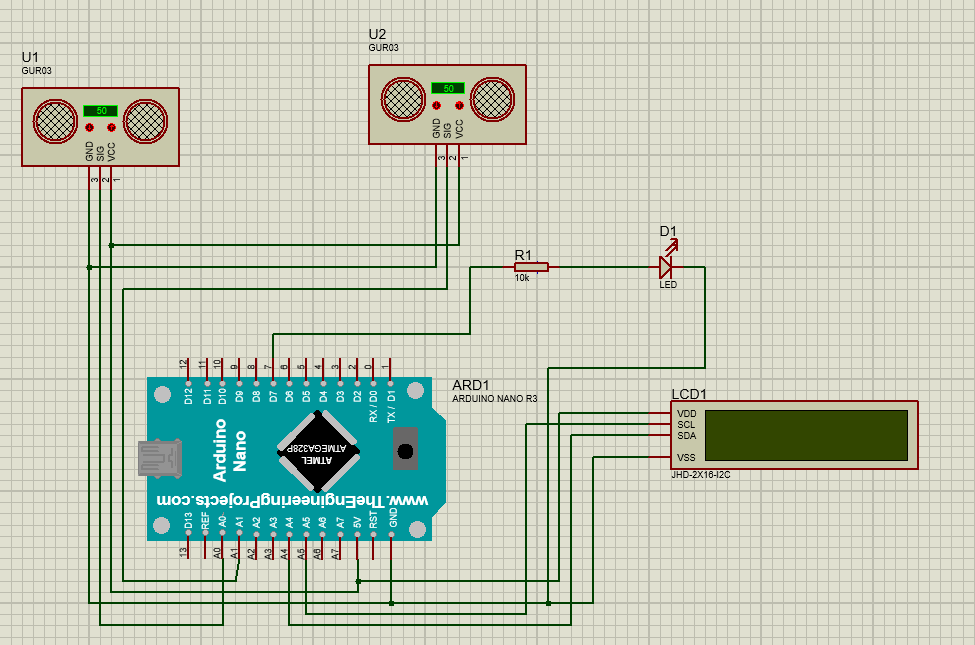 U1
GUR03
50
GND
SIG
VCC
3
2
1
U2
GUR03
50
GND
SIG
VCC
3
2
1
R1
10k
D1
LED
ARD1
ARDUINO NANO R3
12
11
10
9
8
7
6
5
4
3
2
0
1
D12
D11
D10
D9
D8
D7
D6
D5
D4
D3
D2
RX / D0
TX / D1
Arduino
Nano
ATMEL
ATMEGA328P
www.TheEngineeringProjects.com
D13
REF
A0
A1
A2
A3
A4
A5
A6
A7
5V
RST
GND
13
A0
A1
A2
A3
A4
A5
A6
A7
LCD1
VDD
SCL
SDA
VSS
JHD-2X16-I2C